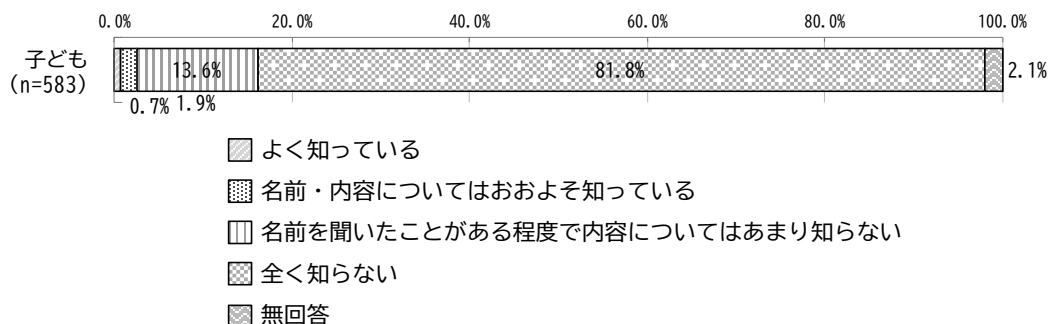 0.0% 20.0% 40.0% 60.0% 80.0% 100.0%
子ども
(n=583)
13.6% 81.8% 2.1%
0.7% 1.9%
よく知っている
名前・内容についてはおおよそ知っている
名前を聞いたことがある程度で内容についてはあまり知らない
全く知らない
無回答